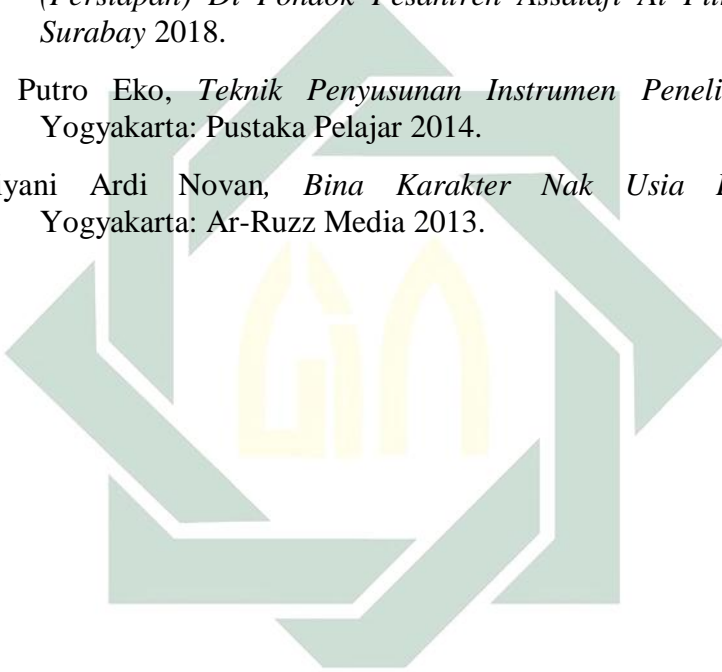 (Persiapan) Di Pondok Pesantren Assalafi Al
Surabay 2018.
Putro Eko, Teknik Penyusunan Instrumen Peneli
Yogyakarta: Pustaka Pelajar 2014.
yani Ardi Novan, Bina Karakter Nak Usia
Yogyakarta: Ar-Ruzz Media 2013.